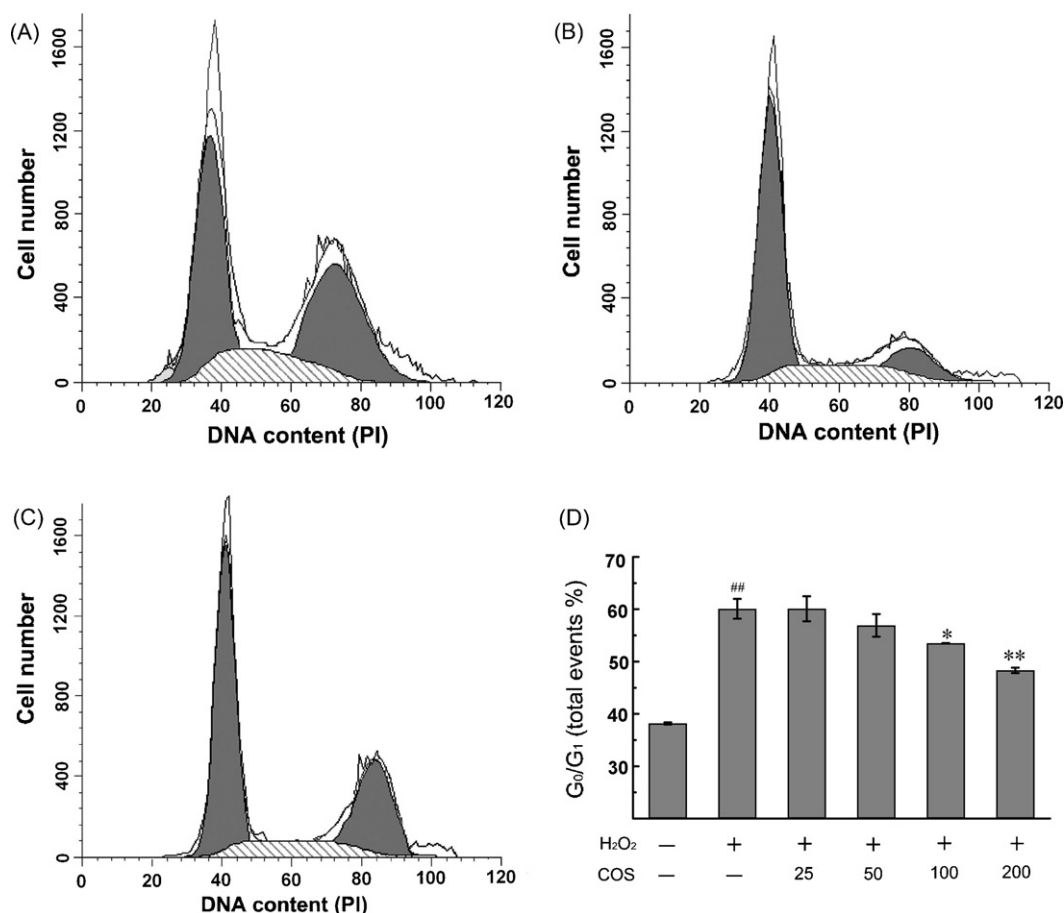 (A)
Cell number
1600
1200
800
400
0
0 20 40 60 80 100 120
DNA content (PI)
(B)
Cell number
1600
1200
800
400
0
0 20 40 60 80 100 120
DNA content (PI)
(C)
Cell number
1600
1200
800
400
0
0 20 40 60 80 100 120
DNA content (PI)
(D)
G₀/G₁ (total events %)
70
60
50
40
30
##
*
**
H₂O₂ — + + + + +
COS — — 25 50 100 200